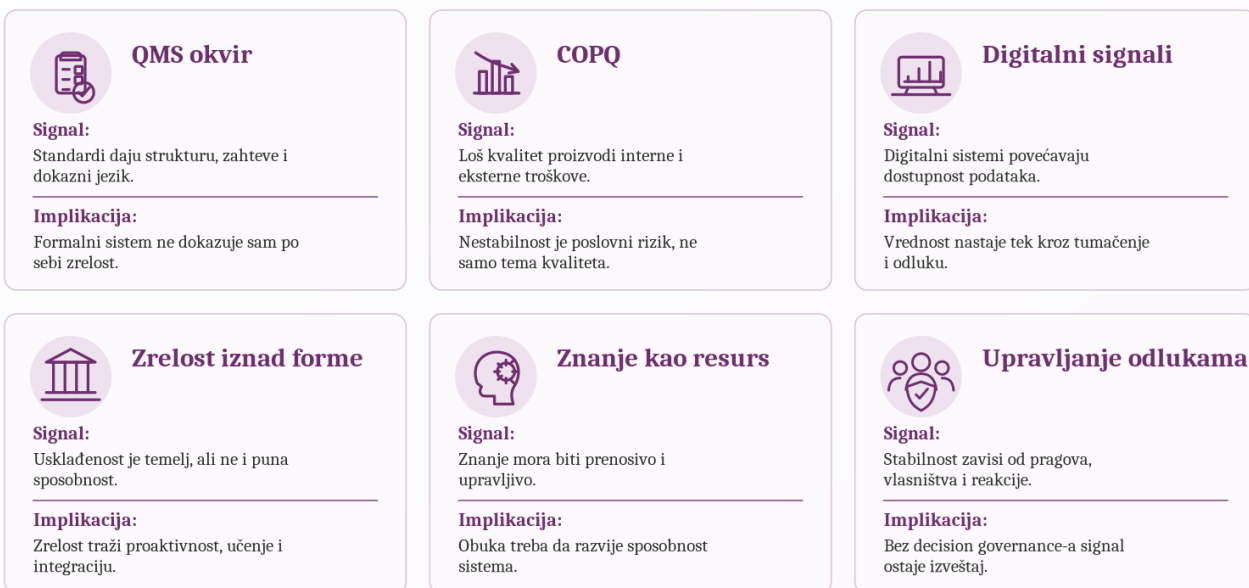 QMS okvir
Signal:
Standardi daju strukturu, zahteve i
dokazni jezik.
Implikacija:
Formalni sistem ne dokazuje sam po
sebi zrelost.
COPQ
Signal:
Loš kvalitet proizvodi interne i
eksterne troškove.
Implikacija:
Nestabilnost je poslovni rizik, ne
samo tema kvaliteta.
Digitalni signali
Signal:
Digitalni sistemi povećavaju
dostupnost podataka.
Implikacija:
Vrednost nastaje tek kroz tumačenje
i odluku.
Zrelost iznad forme
Signal:
Usklađenost je temelj, ali ne i puna
sposobnost.
Implikacija:
Zrelost traži proaktivnost, učenje i
integraciju.
Znanje kao resurs
Signal:
Znanje mora biti prenosivo i
upravljivo.
Implikacija:
Obuka treba da razvije sposobnost
sistema.
Upravljanje odlukama
Signal:
Stabilnost zavisi od pragova,
vlasništva i reakcije.
Implikacija:
Bez decision governance-a signal
ostaje izveštaj.